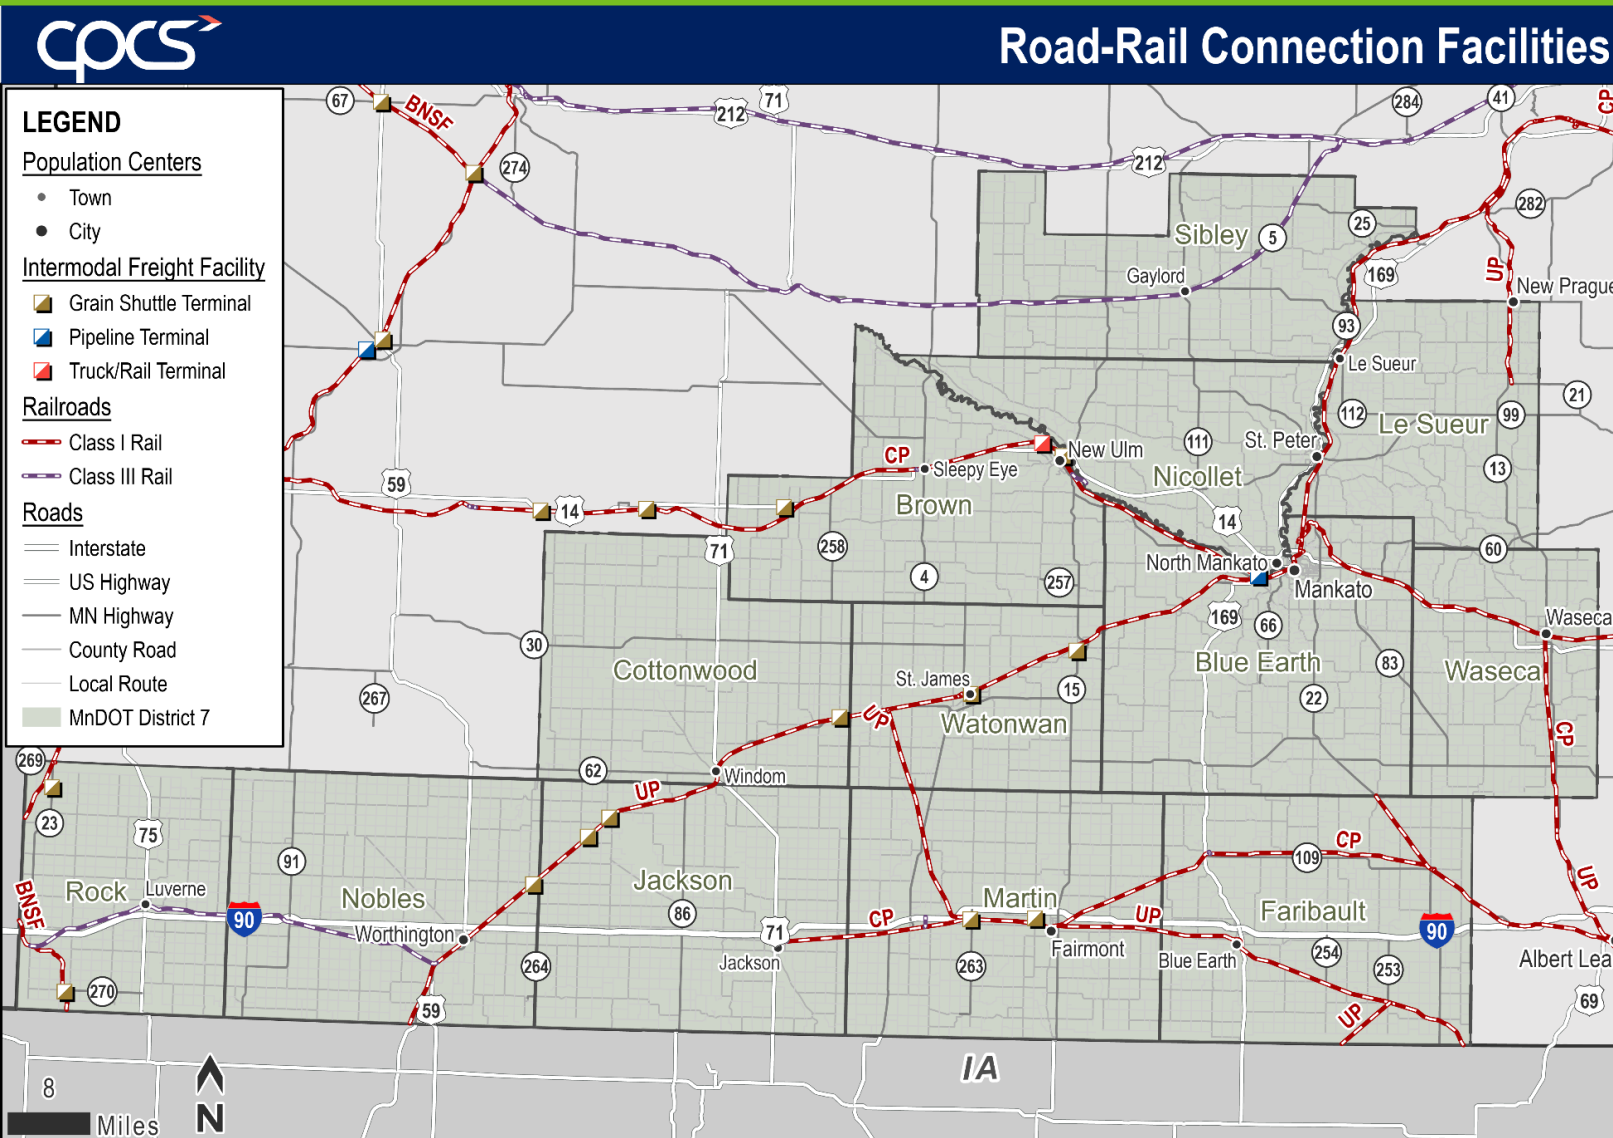 cpcs
Road-Rail Connection Facilities
LEGEND
Population Centers
Town
City
Intermodal Freight Facility
Grain Shuttle Terminal
Pipeline Terminal
Truck/Rail Terminal
Railroads
Class I Rail
Class III Rail
Roads
Interstate
US Highway
MN Highway
County Road
Local Route
MnDOT District 7
67
BNSF
212
71
284
41
CP
274
212
282
Sibley
5
25
169
UP
Gaylord
New Prague
93
Le Sueur
21
112
99
Le Sueur
111
St. Peter
New Ulm
CP
Sleepy Eye
Nicollet
13
59
Brown
14
14
71
258
60
North Mankato
4
257
Mankato
169
66
Waseca
30
Cottonwood
St. James
Blue Earth
83
Waseca
267
15
22
UP
Watonwan
CP
269
62
Windom
UP
23
75
CP
109
91
UP
BNSF
Rock
Luverne
Nobles
Jackson
Martin
90
86
CP
UP
Faribault
90
Worthington
71
Fairmont
Jackson
Blue Earth
254
253
Albert Lea
264
263
270
59
69
UP
IA
8
Miles
N